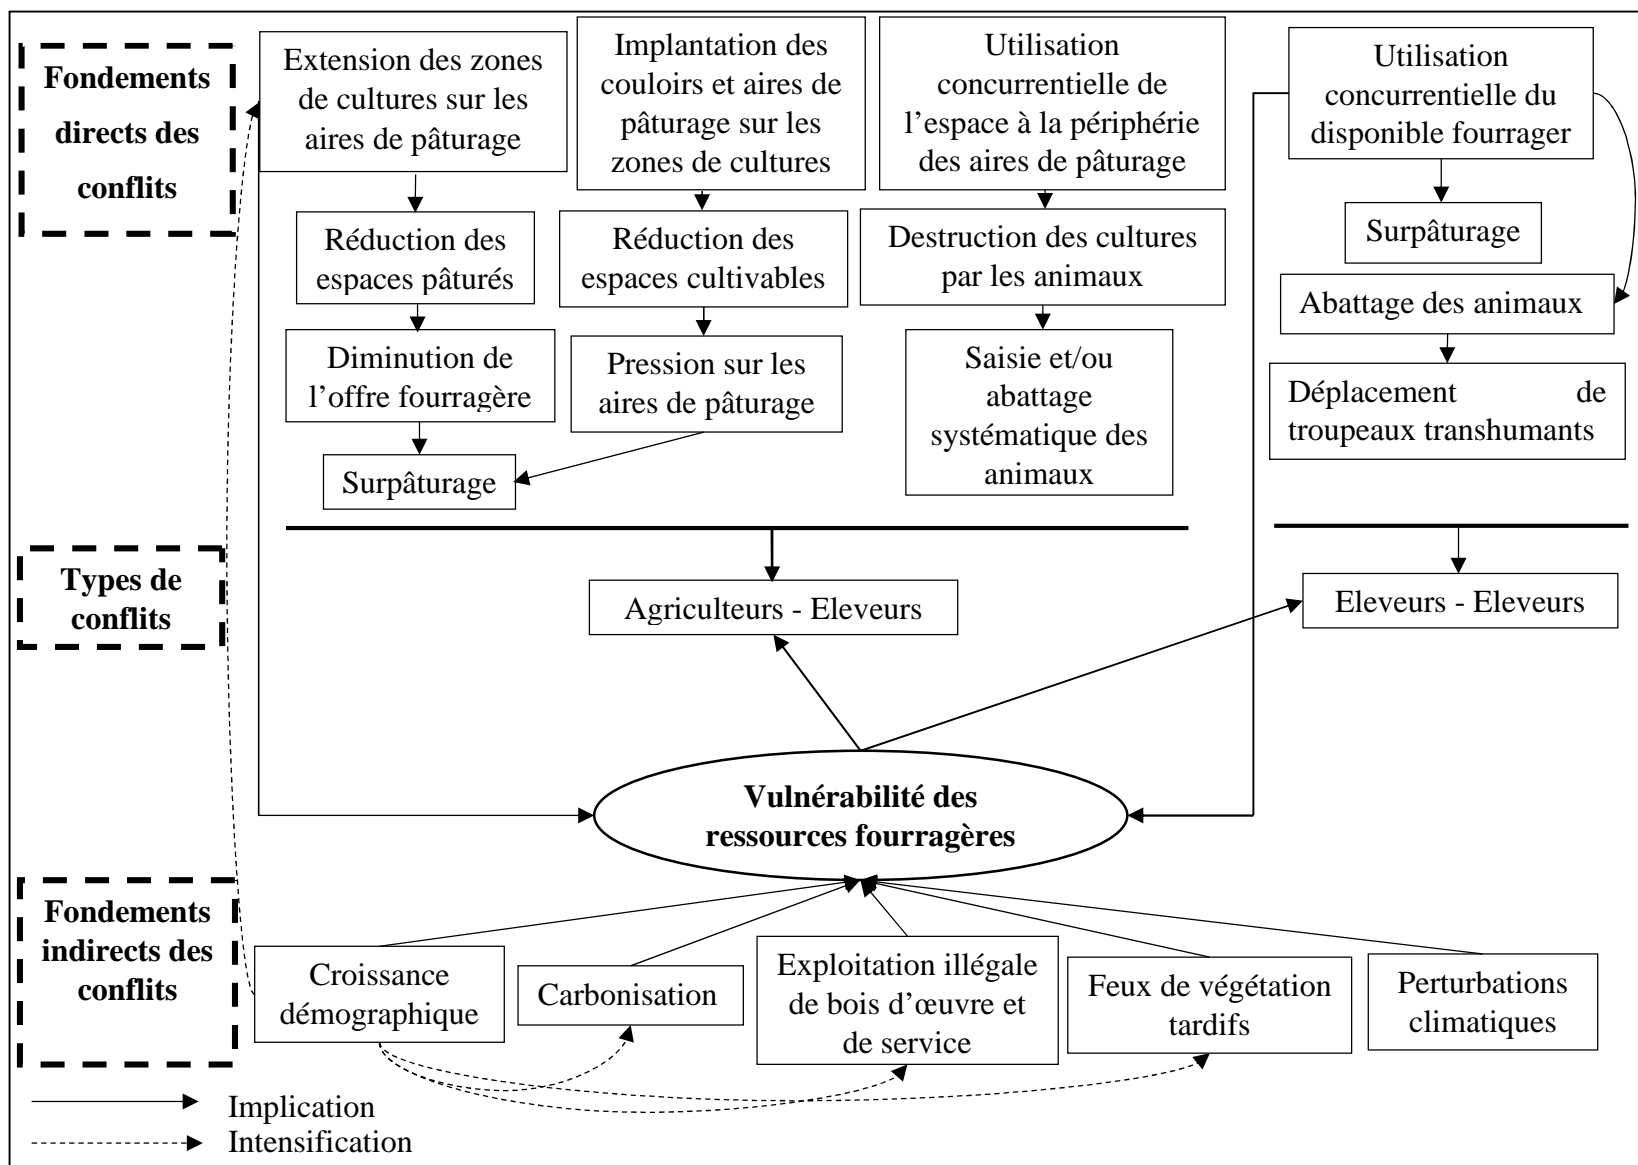 Fondements
directs des
conflits
Extension des zones
de cultures sur les
aires de pâturage
Implantation des
couloirs et aires de
pâturage sur les
zones de cultures
Utilisation
concurrentielle de
l’espace à la périphérie
des aires de pâturage
Utilisation
concurrentielle du
disponible fourrager
Réduction des
espaces pâturés
Réduction des
espaces cultivables
Destruction des cultures
par les animaux
Surpâturage
Abattage des animaux
Diminution de
l’offre fourragère
Pression sur les
aires de pâturage
Saisie et/ou
abattage
systématique des
animaux
Déplacement de
troupeaux transhumants
Surpâturage
Types de
conflits
Agriculteurs - Eleveurs
Eleveurs - Eleveurs
Vulnérabilité des
ressources fourragères
Fondements
indirects des
conflits
Croissance
démographique
Carbonisation
Exploitation illégale
de bois d’œuvre et
de service
Feux de végétation
tardifs
Perturbations
climatiques
Implication
Intensification